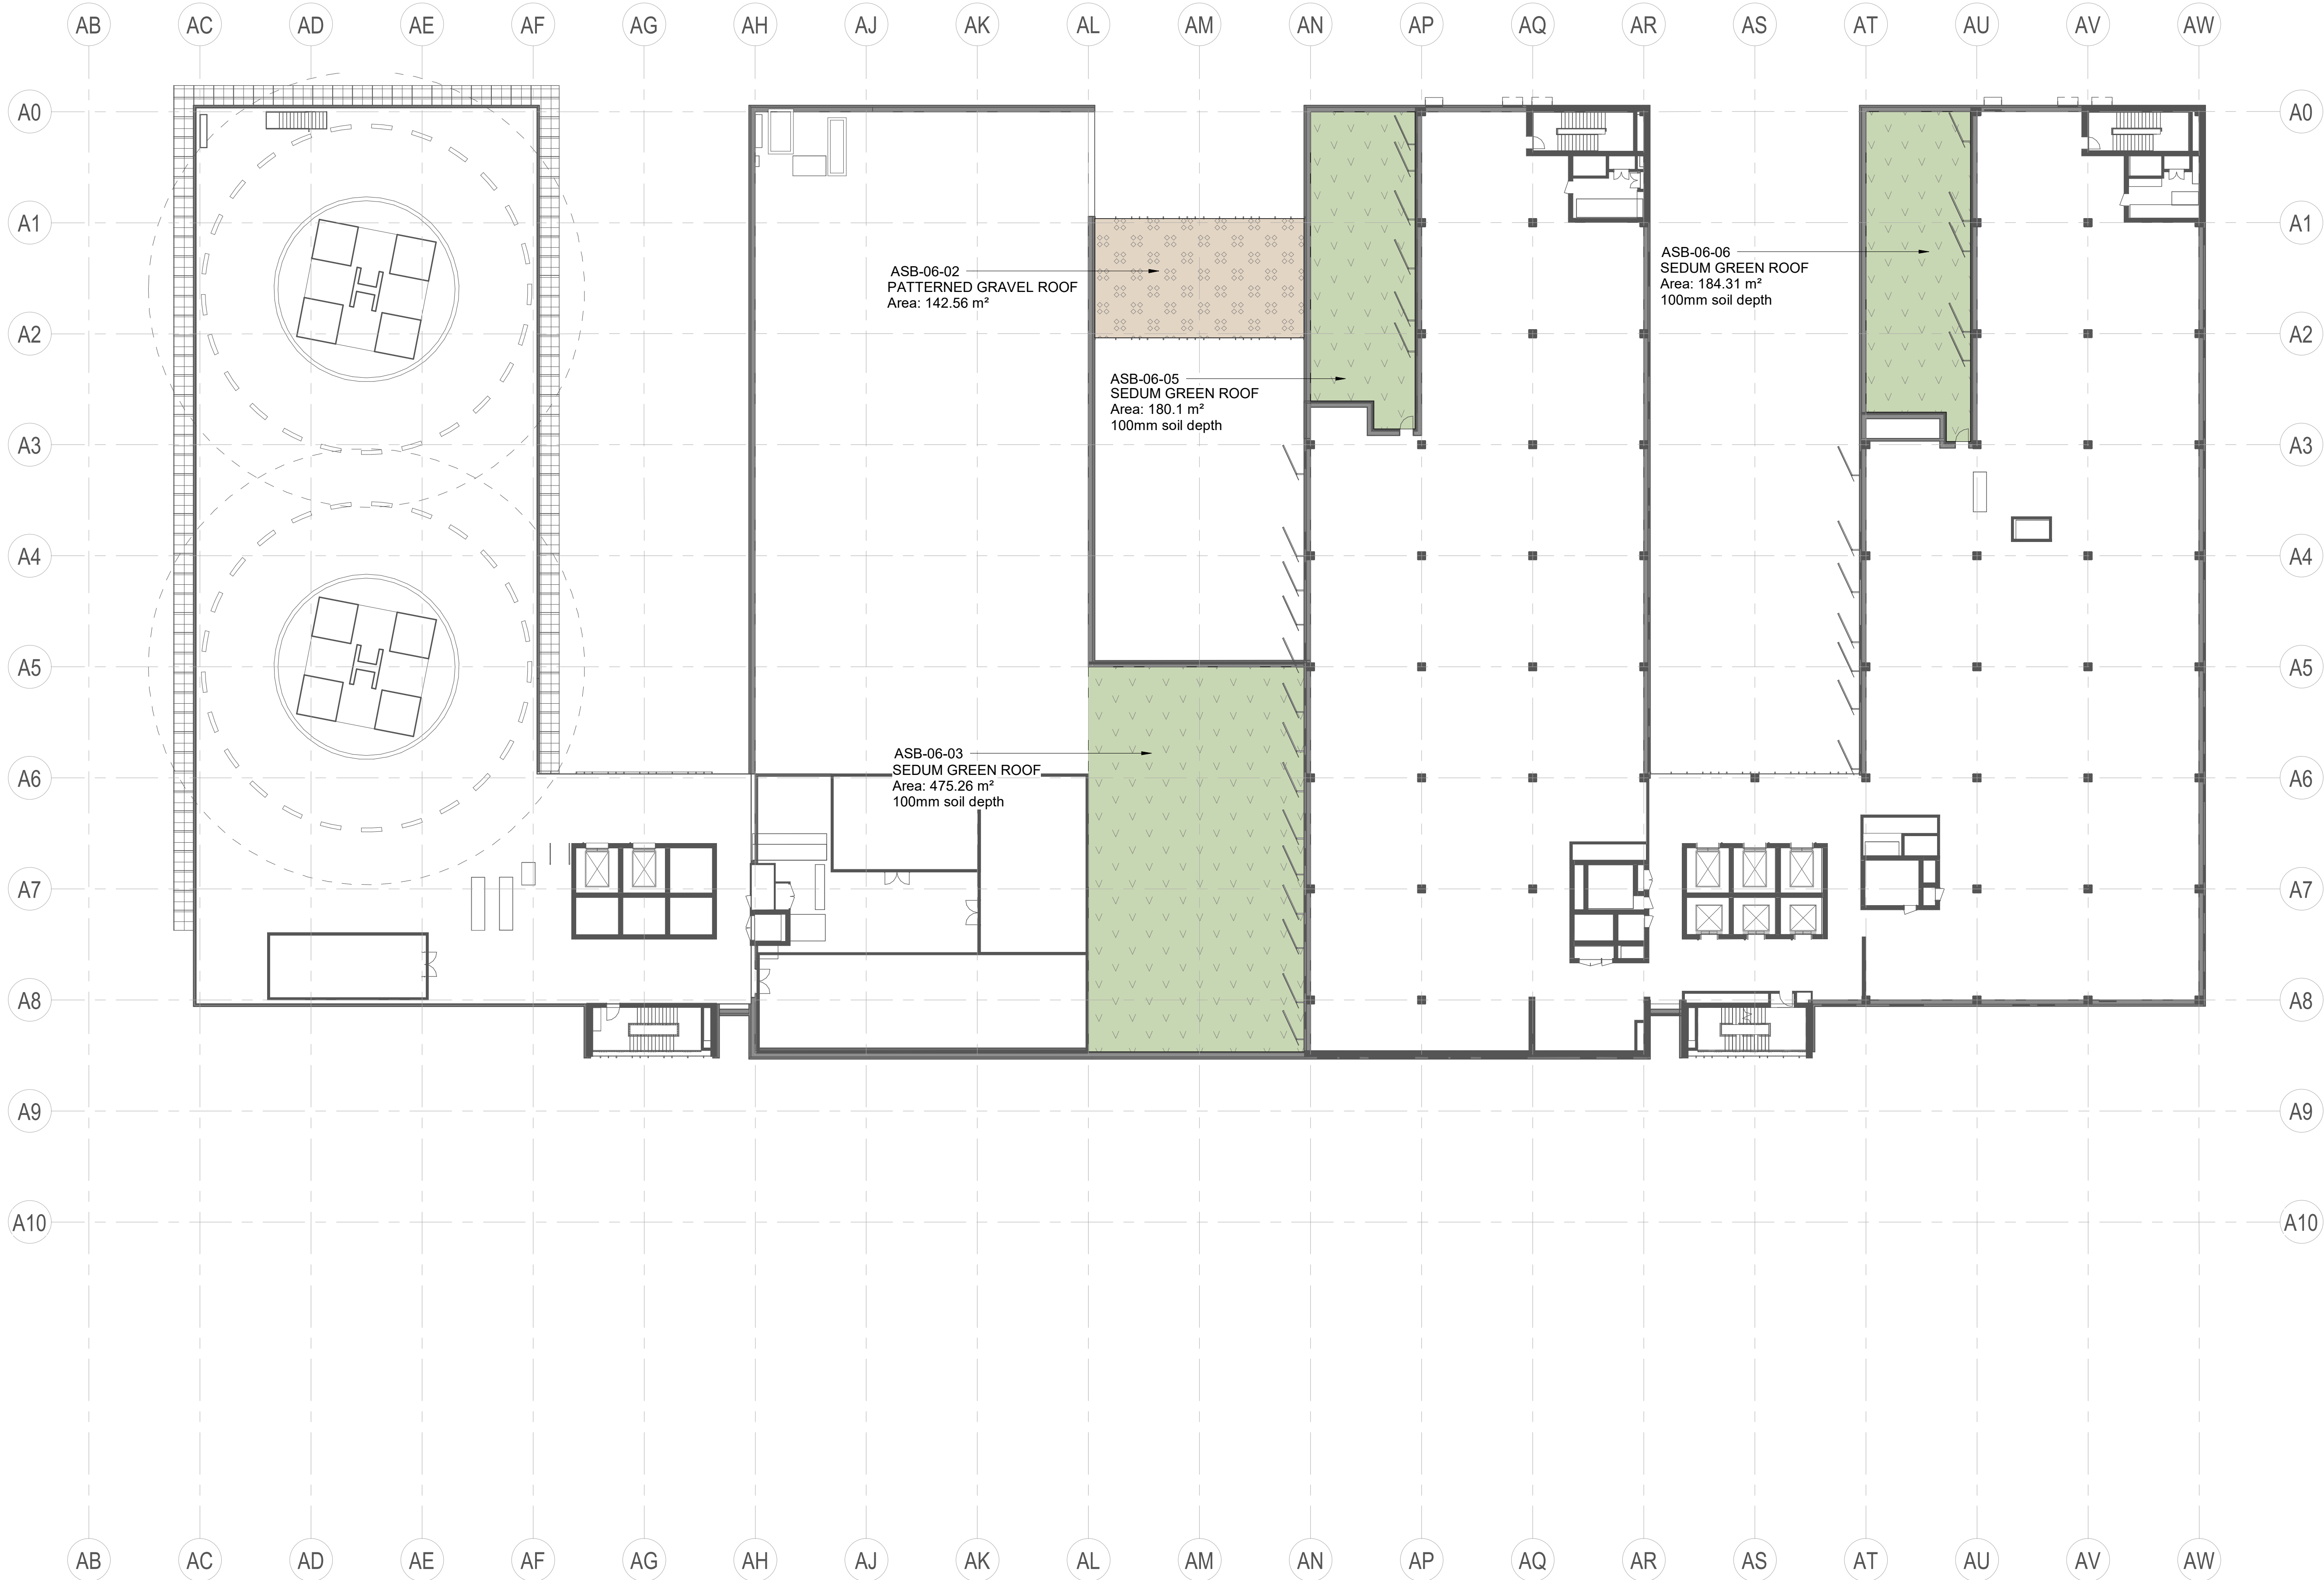 AB AC AD AE AF AG AH AJ AK AL AM AN AP AQ AR AS AT AU AV AW
A0 A0
A1 A1
ASB-06-06
SEDUM GREEN ROOF
Area: 184.31 m²
100mm soil depth
ASB-06-02
PATTERNED GRAVEL ROOF
Area: 142.56 m²
A2 A2
ASB-06-05
SEDUM GREEN ROOF
Area: 180.1 m²
100mm soil depth
A3 A3
A4 A4
A5 A5
ASB-06-03
SEDUM GREEN ROOF
Area: 475.26 m²
100mm soil depth
A6 A6
A7 A7
A8 A8
A9 A9
A10 A10
AB AC AD AE AF AG AH AJ AK AL AM AN AP AQ AR AS AT AU AV AW